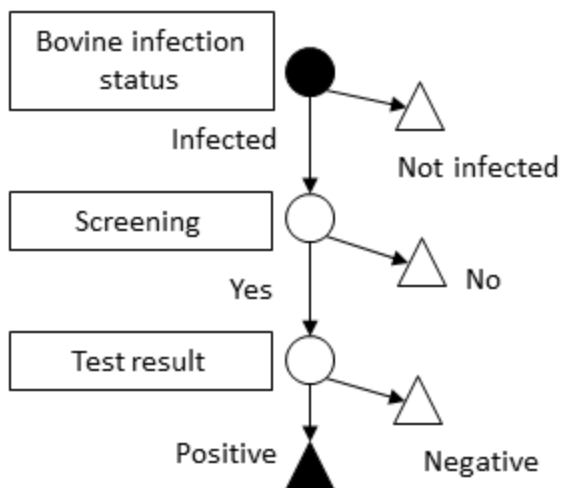 Bovine infection
status
Infected
Not infected
Screening
Yes
No
Test result
Positive
Negative